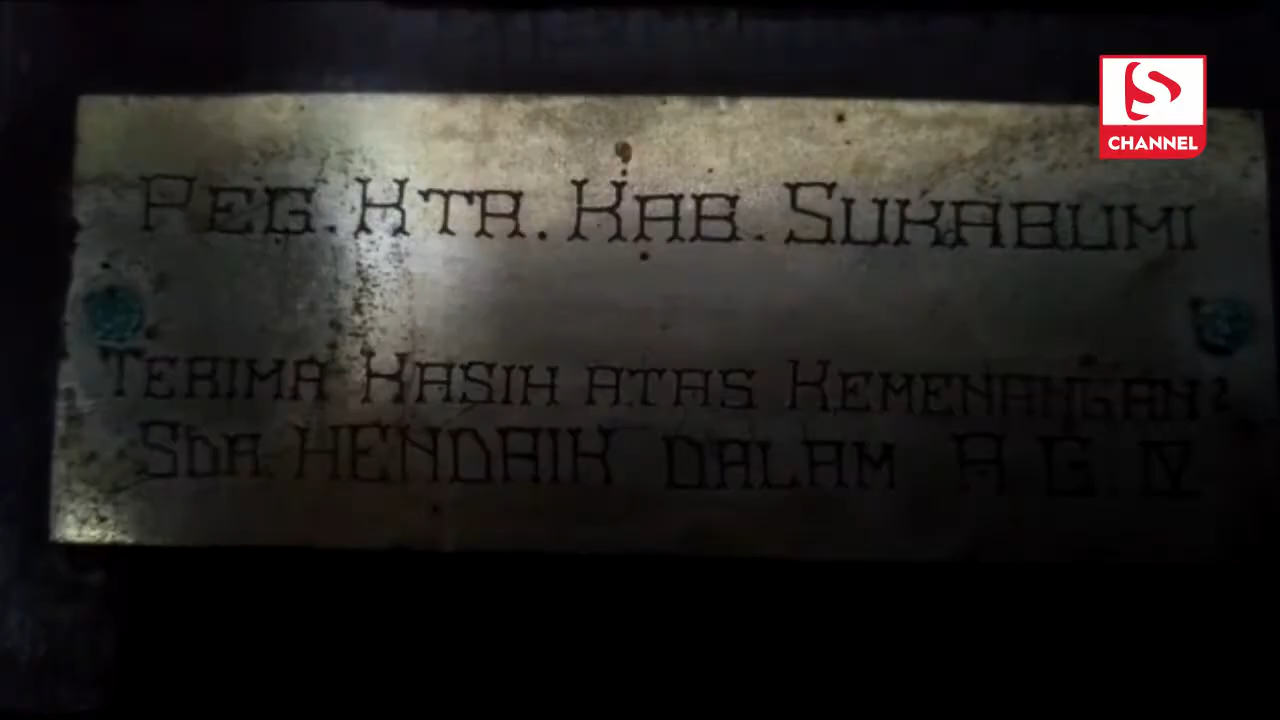 PEG. KTR. KAB. SUKABUMI
TERIMA KASIH ATAS KEMENANGAN²
SDR. HENDRIK DALAM A.G. IV
S CHANNEL